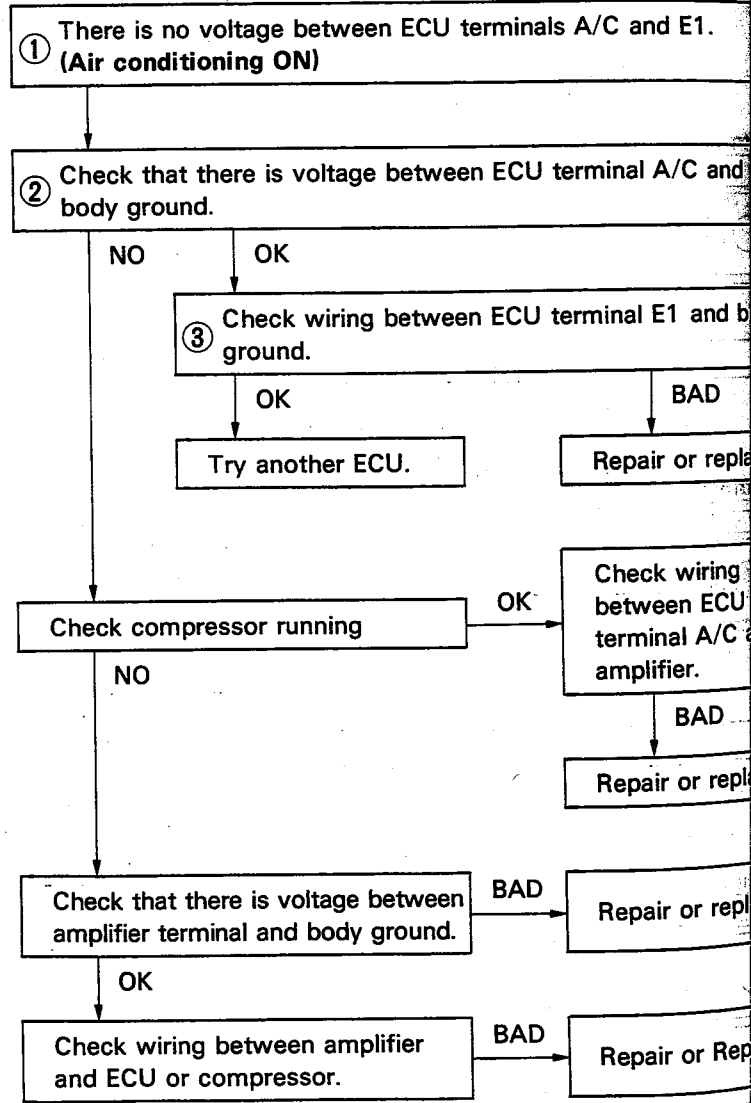 ① There is no voltage between ECU terminals A/C and E1.
(Air conditioning ON)
② Check that there is voltage between ECU terminal A/C and
body ground.
NO
OK
③ Check wiring between ECU terminal E1 and
ground.
OK
BAD
Try another ECU.
Repair or
Check compressor running
OK
Check wiring
between ECU
terminal A/C
amplifier.
NO
BAD
Repair or
Check that there is voltage between
amplifier terminal and body ground.
BAD
Repair or
OK
Check wiring between amplifier
and ECU or compressor.
BAD
Repair or